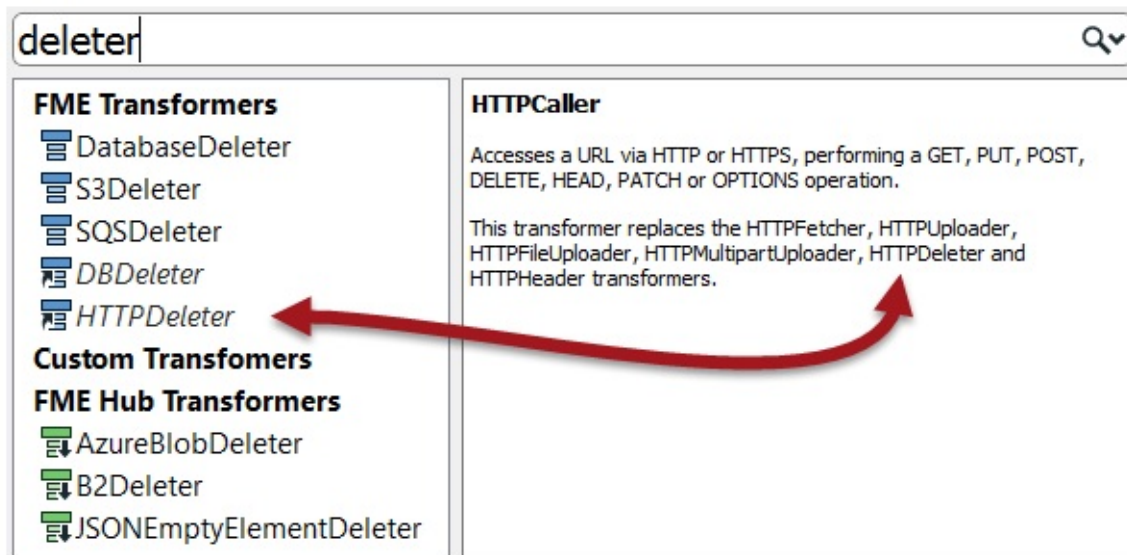 deleter
FME Transformers
DatabaseDeleter
S3Deleter
SQSDeleter
DBDeleter
HTTPDeleter
Custom Transfomers
FME Hub Transformers
AzureBlobDeleter
B2Deleter
JSONEmptyElementDeleter
HTTPCaller
Accesses a URL via HTTP or HTTPS, performing a GET, PUT, POST,
DELETE, HEAD, PATCH or OPTIONS operation.
This transformer replaces the HTTPFetcher, HTTPUploader,
HTTPFileUploader, HTTPMultipartUploader, HTTPDeleter and
HTTPHeader transformers.